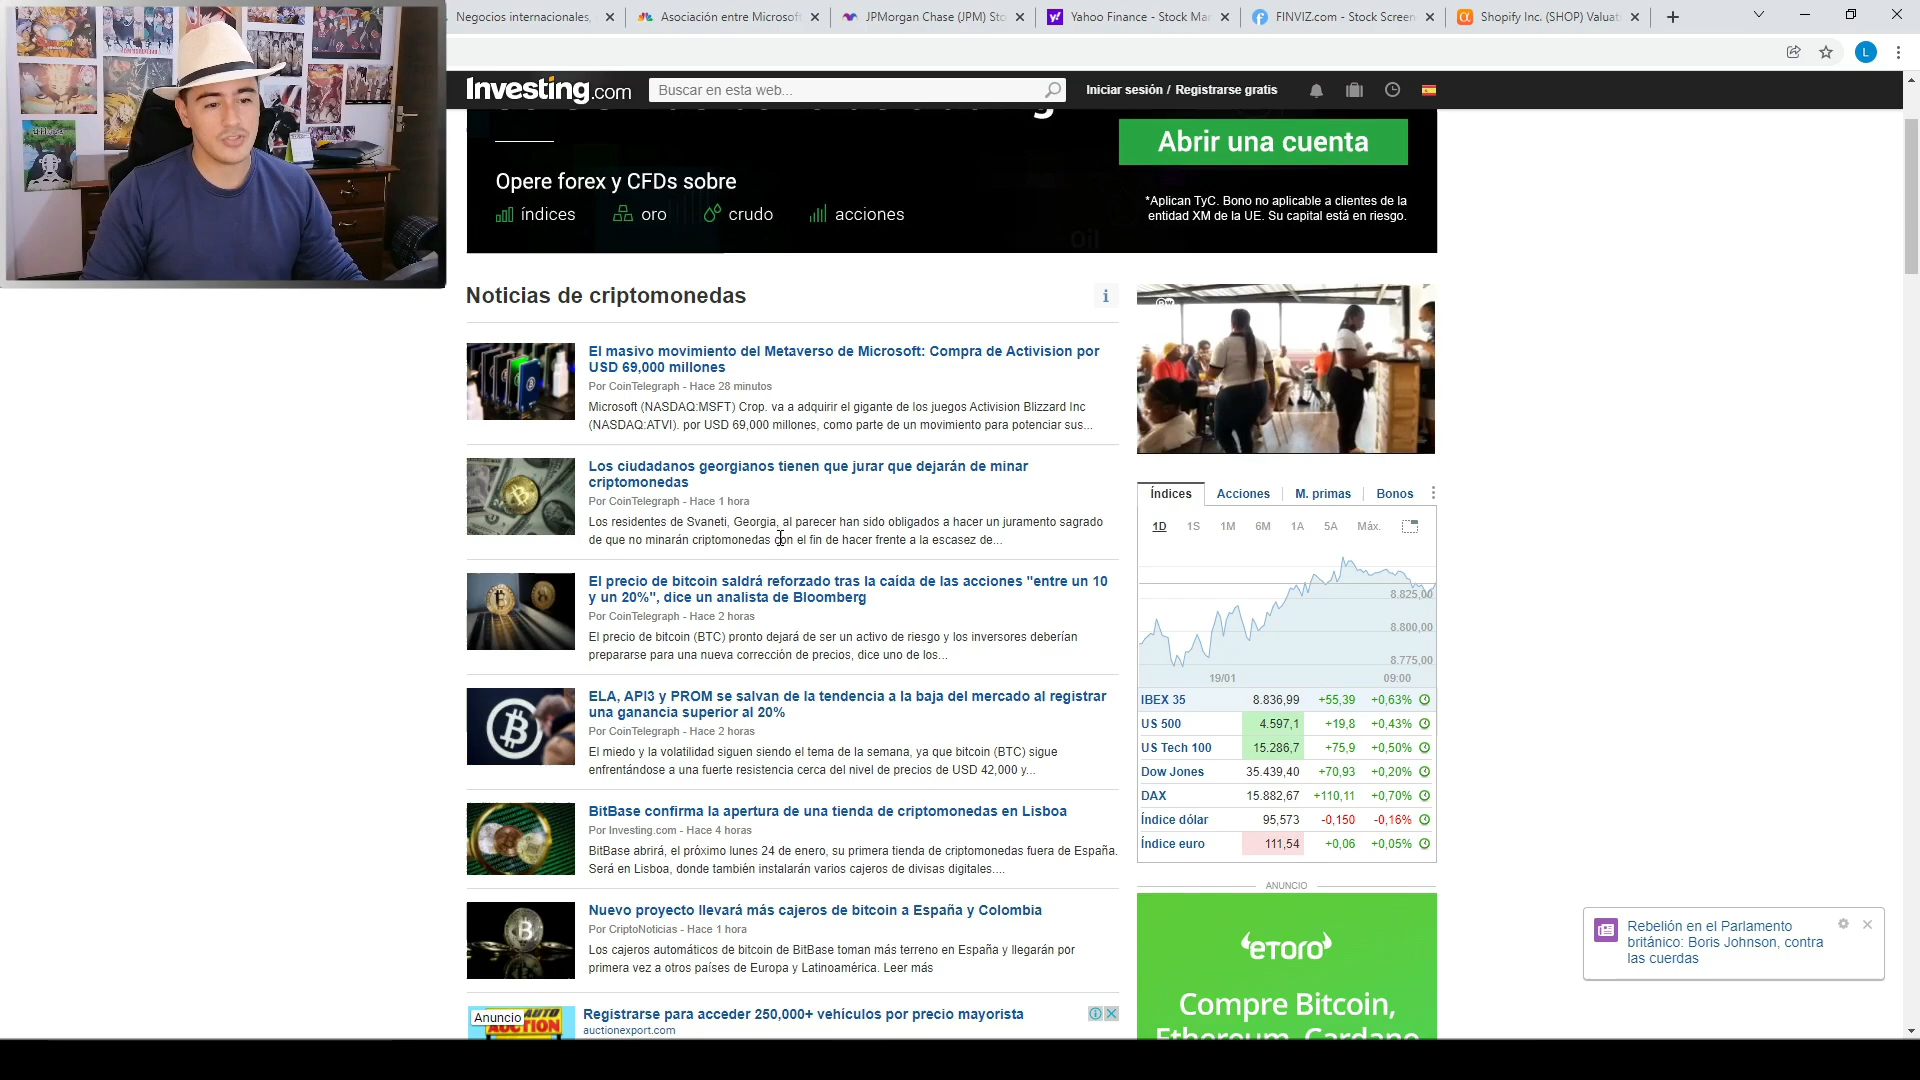 Negocios internacionales,
Asociación entre Microsoft
JPMorgan Chase (JPM) Sto
Yahoo Finance - Stock Mar
FINVIZ.com - Stock Screen
Shopify Inc. (SHOP) Valuat
L
Investing.com
Buscar en esta web...
Iniciar sesión / Registrarse gratis
Abrir una cuenta
Opere forex y CFDs sobre
índices
oro
crudo
acciones
*Aplican TyC. Bono no aplicable a clientes de la
entidad XM de la UE. Su capital está en riesgo.
Oil
Noticias de criptomonedas
i
El masivo movimiento del Metaverso de Microsoft: Compra de Activision por
USD 69,000 millones
Por CoinTelegraph - Hace 28 minutos
Microsoft (NASDAQ:MSFT) Crop. va a adquirir el gigante de los juegos Activision Blizzard Inc
(NASDAQ:ATVI). por USD 69,000 millones, como parte de un movimiento para potenciar sus...
Los ciudadanos georgianos tienen que jurar que dejarán de minar
criptomonedas
Por CoinTelegraph - Hace 1 hora
Los residentes de Svaneti, Georgia, al parecer han sido obligados a hacer un juramento sagrado
de que no minarán criptomonedas con el fin de hacer frente a la escasez de...
El precio de bitcoin saldrá reforzado tras la caída de las acciones "entre un 10
y un 20%", dice un analista de Bloomberg
Por CoinTelegraph - Hace 2 horas
El precio de bitcoin (BTC) pronto dejará de ser un activo de riesgo y los inversores deberían
prepararse para una nueva corrección de precios, dice uno de los...
ELA, API3 y PROM se salvan de la tendencia a la baja del mercado al registrar
una ganancia superior al 20%
Por CoinTelegraph - Hace 2 horas
El miedo y la volatilidad siguen siendo el tema de la semana, ya que bitcoin (BTC) sigue
enfrentándose a una fuerte resistencia cerca del nivel de precios de USD 42,000 y...
BitBase confirma la apertura de una tienda de criptomonedas en Lisboa
Por Investing.com - Hace 4 horas
BitBase abrirá, el próximo lunes 24 de enero, su primera tienda de criptomonedas fuera de España.
Será en Lisboa, donde también instalarán varios cajeros de divisas digitales....
Nuevo proyecto llevará más cajeros de bitcoin a España y Colombia
Por CriptoNoticias - Hace 1 hora
Los cajeros automáticos de bitcoin de BitBase toman más terreno en España y llegarán por
primera vez a otros países de Europa y Latinoamérica. Leer más
Anuncio
AUTO
AUCTION
Registrarse para acceder 250,000+ vehículos por precio mayorista
auctionexport.com
DW
Índices
Acciones
M. primas
Bonos
1D 1S 1M 6M 1A 5A Máx.
8.825,00
8.800,00
8.775,00
19/01
09:00
IBEX 35 8.836,99 +55,39 +0,63%
US 500 4.597,1 +19,8 +0,43%
US Tech 100 15.286,7 +75,9 +0,50%
Dow Jones 35.439,40 +70,93 +0,20%
DAX 15.882,67 +110,11 +0,70%
Índice dólar 95,573 -0,150 -0,16%
Índice euro 111,54 +0,06 +0,05%
ANUNCIO
eToro
Compre Bitcoin,
Ethereum, Cardano
Rebelión en el Parlamento
británico: Boris Johnson, contra
las cuerdas